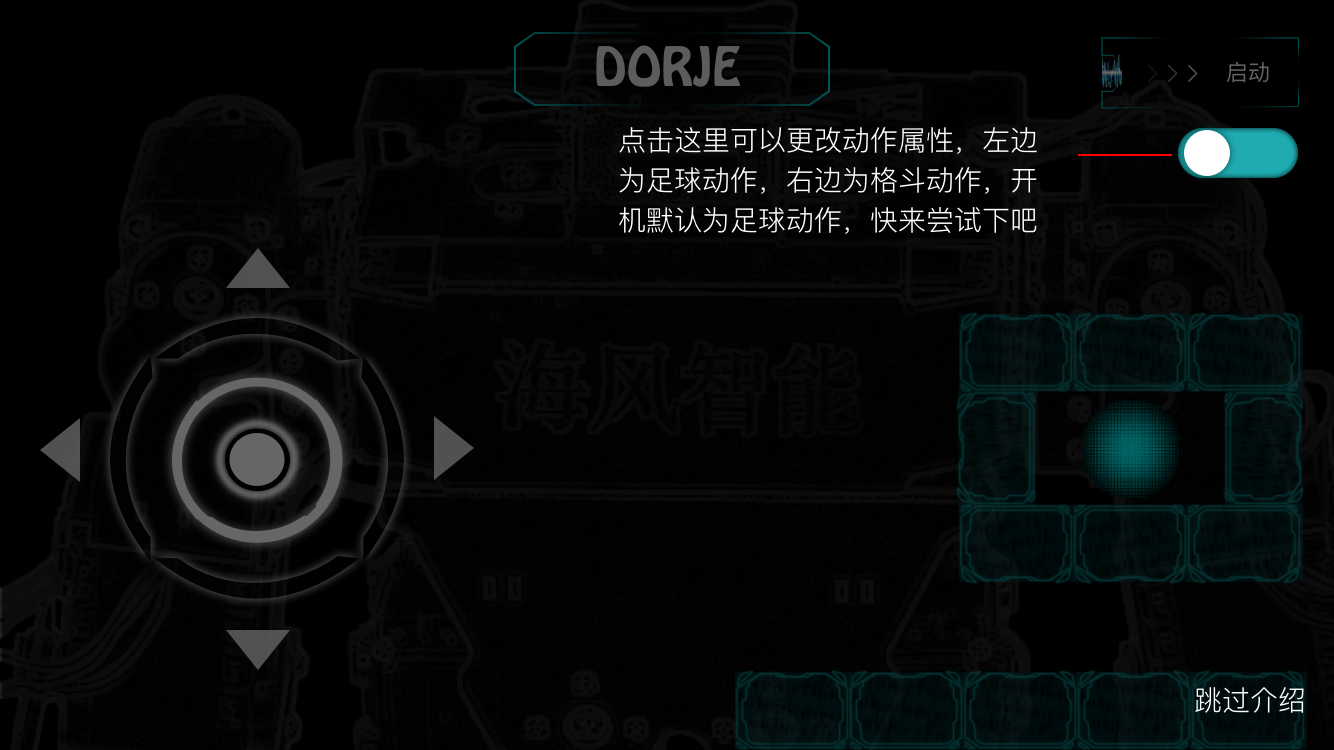 DORJE
启动
点击这里可以更改动作属性，左边
为足球动作，右边为格斗动作，开
机默认为足球动作，快来尝试下吧
海风智能
跳过介绍